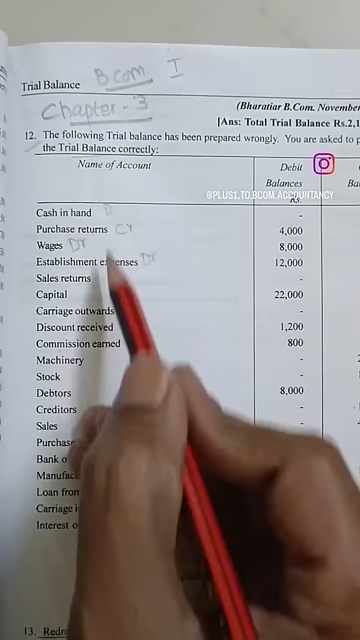 Trial Balance B com I
Chapter - 3
(Bharatiar B.Com. November
[Ans: Total Trial Balance Rs.2,1
12. The following Trial balance has been prepared wrongly. You are asked to p
the Trial Balance correctly:
Name of Account Debit
Balances
Rs.
@PLUS1.TO.BCOM.ACCOUNTANCY
Cash in hand D -
Purchase returns Cr 4,000
Wages Dr 8,000
Establishment expenses Dr 12,000
Sales returns -
Capital 22,000
Carriage outwards -
Discount received 1,200
Commission earned 800
Machinery -
Stock -
Debtors 8,000
Creditors -
Sales -
Purchase
Bank o
Manufac
Loan from
Carriage i
Interest o
13. Redra